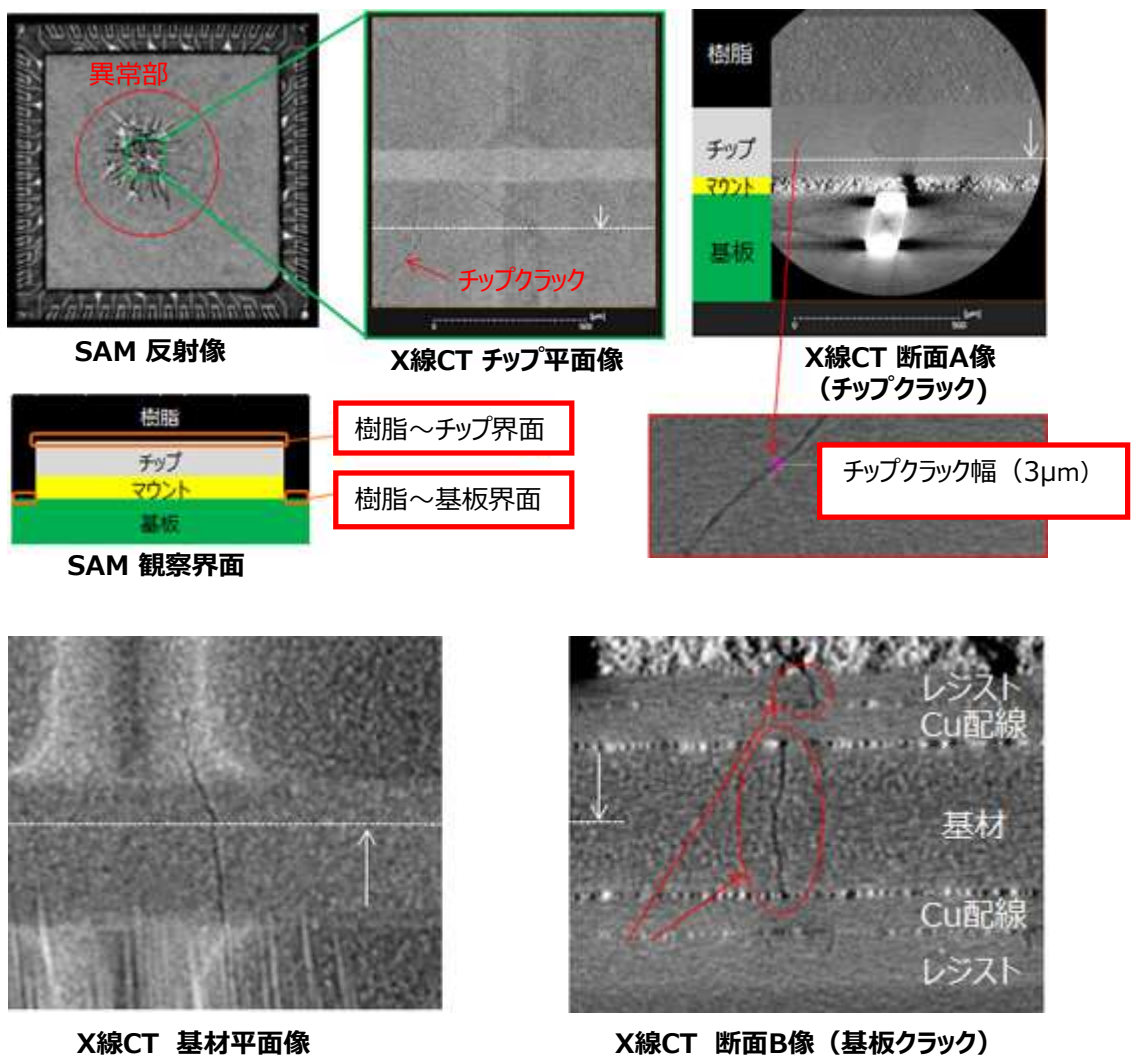 異常部
SAM 反射像
チップクラック
0
500
[μm]
X線CT チップ平面像
樹脂
チップ
マウント
基板
0
500
[μm]
X線CT 断面A像
（チップクラック)
樹脂
チップ
マウント
基板
樹脂～チップ界面
樹脂～基板界面
SAM 観察界面
チップクラック幅（3μm）
X線CT 基材平面像
レジスト
Cu配線
基材
Cu配線
レジスト
X線CT 断面B像（基板クラック）